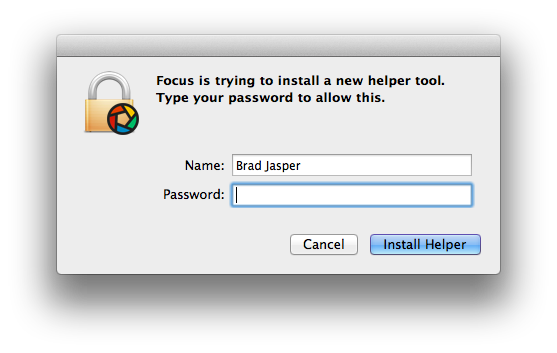 Focus is trying to install a new helper tool.
Type your password to allow this.
Name: Brad Jasper
Password:
Cancel Install Helper